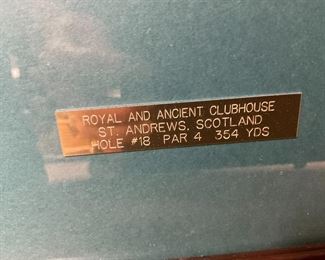 ROYAL AND ANCIENT CLUBHOUSE
ST. ANDREWS, SCOTLAND
HOLE #18 PAR 4 354 YDS